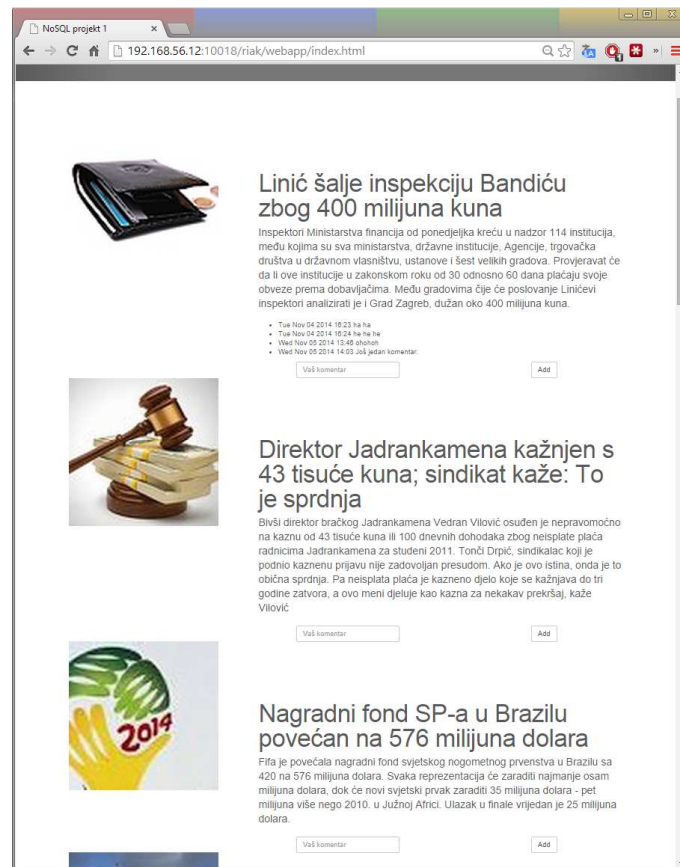 NoSQL projekt 1
192.168.56.12:10018/riak/webapp/index.html
Linić šalje inspekciju Bandiću
zbog 400 milijuna kuna
Inspektori Ministarstva financija od ponedjeljka kreću u nadzor 114 institucija,
među kojima su sva ministarstva, državne institucije, Agencije, trgovačka
društva u državnom vlasništvu, ustanove i šest velikih gradova. Provjeravat će
da li ove institucije u zakonskom roku od 30 odnosno 60 dana plaćaju svoje
obveze prema dobavljačima. Među gradovima čije će poslovanje Linićevi
inspektori analizirati je i Grad Zagreb, dužan oko 400 milijuna kuna.
Tue Nov 04 2014 16:23 ha ha
Tue Nov 04 2014 16:24 he he he
Wed Nov 05 2014 13:46 ohohoh
Wed Nov 05 2014 14:03 Još jedan komentar.
Vaš komentar Add
Direktor Jadrankamena kažnjen s
43 tisuće kuna; sindikat kaže: To
je sprdnja
Bivši direktor bračkog Jadrankamena Vedran Vilović osuđen je nepravomoćno
na kaznu od 43 tisuće kuna ili 100 dnevnih dohodaka zbog neisplate plaća
radnicima Jadrankamena za studeni 2011. Tonči Drpić, sindikalac koji je
podnio kaznenu prijavu nije zadovoljan presudom. Ako je ovo istina, onda je to
obična sprdnja. Pa neisplata plaća je kazneno djelo koje se kažnjava do tri
godine zatvora, a ovo meni djeluje kao kazna za nekakav prekršaj, kaže
Vilović
Vaš komentar Add
2014
Nagradni fond SP-a u Brazilu
povećan na 576 milijuna dolara
Fifa je povećala nagradni fond svjetskog nogometnog prvenstva u Brazilu sa
420 na 576 milijuna dolara. Svaka reprezentacija će zaraditi najmanje osam
milijuna dolara, dok će novi svjetski prvak zaraditi 35 milijuna dolara - pet
milijuna više nego 2010. u Južnoj Africi. Ulazak u finale vrijedan je 25 milijuna
dolara.
Vaš komentar Add